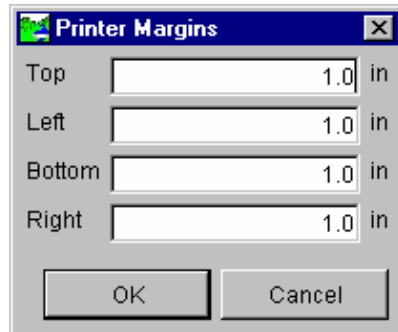 Printer Margins
Top 1.0 in
Left 1.0 in
Bottom 1.0 in
Right 1.0 in
OK Cancel